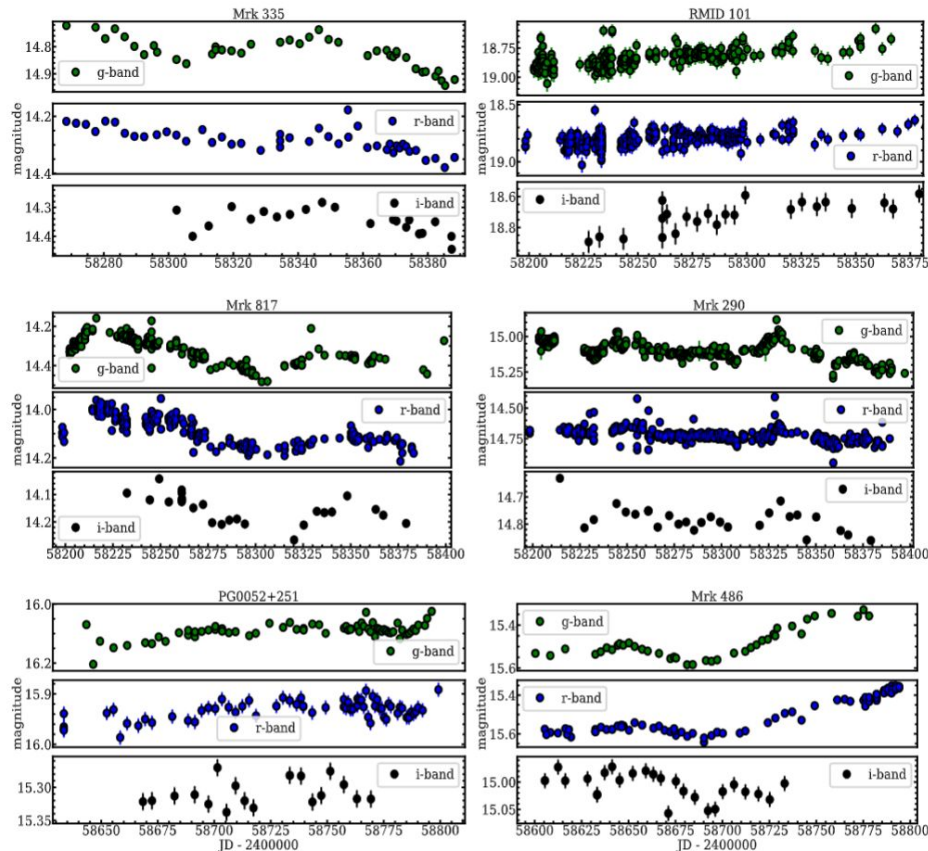 Mrk 335
14.8
14.9
g-band
14.2
14.3
14.4
r-band
magnitude
14.3
14.4
i-band
58280 58300 58320 58340 58360 58380
RMID 101
18.75
19.00
g-band
18.5
19.0
r-band
magnitude
18.6
18.8
i-band
58200 58225 58250 58275 58300 58325 58350 58375
Mrk 817
14.2
14.4
g-band
14.0
14.2
r-band
magnitude
14.1
14.2
i-band
58200 58225 58250 58275 58300 58325 58350 58375 58400
Mrk 290
15.00
15.25
g-band
14.50
14.75
r-band
magnitude
14.7
14.8
i-band
58200 58225 58250 58275 58300 58325 58350 58375 58400
PG0052+251
16.0
16.2
g-band
15.9
16.0
r-band
magnitude
15.30
15.35
i-band
58650 58675 58700 58725 58750 58775 58800
JD - 2400000
Mrk 486
15.4
15.6
g-band
15.4
15.6
r-band
magnitude
15.00
15.05
i-band
58600 58625 58650 58675 58700 58725 58750 58775 58800
JD - 2400000